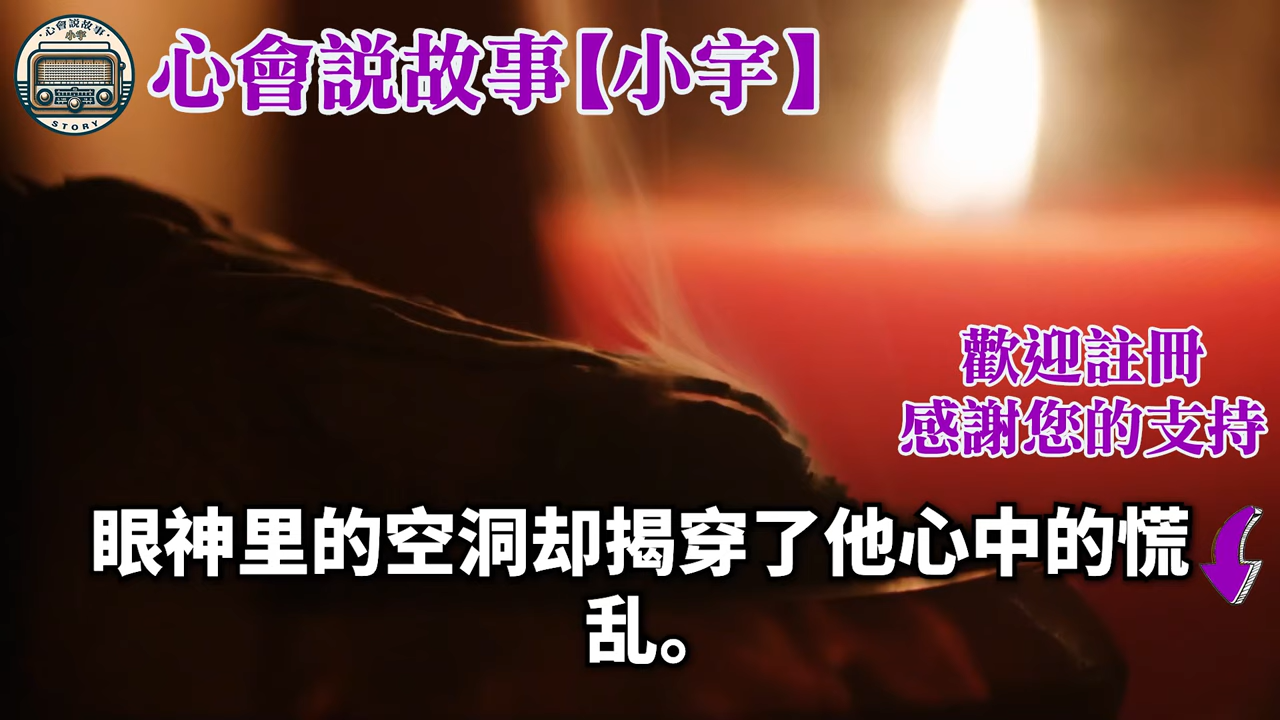 ·心會説故事·
小宇
STORY
心會説故事【小宇】
歡迎註冊
感謝您的支持
眼神里的空洞却揭穿了他心中的慌
乱。